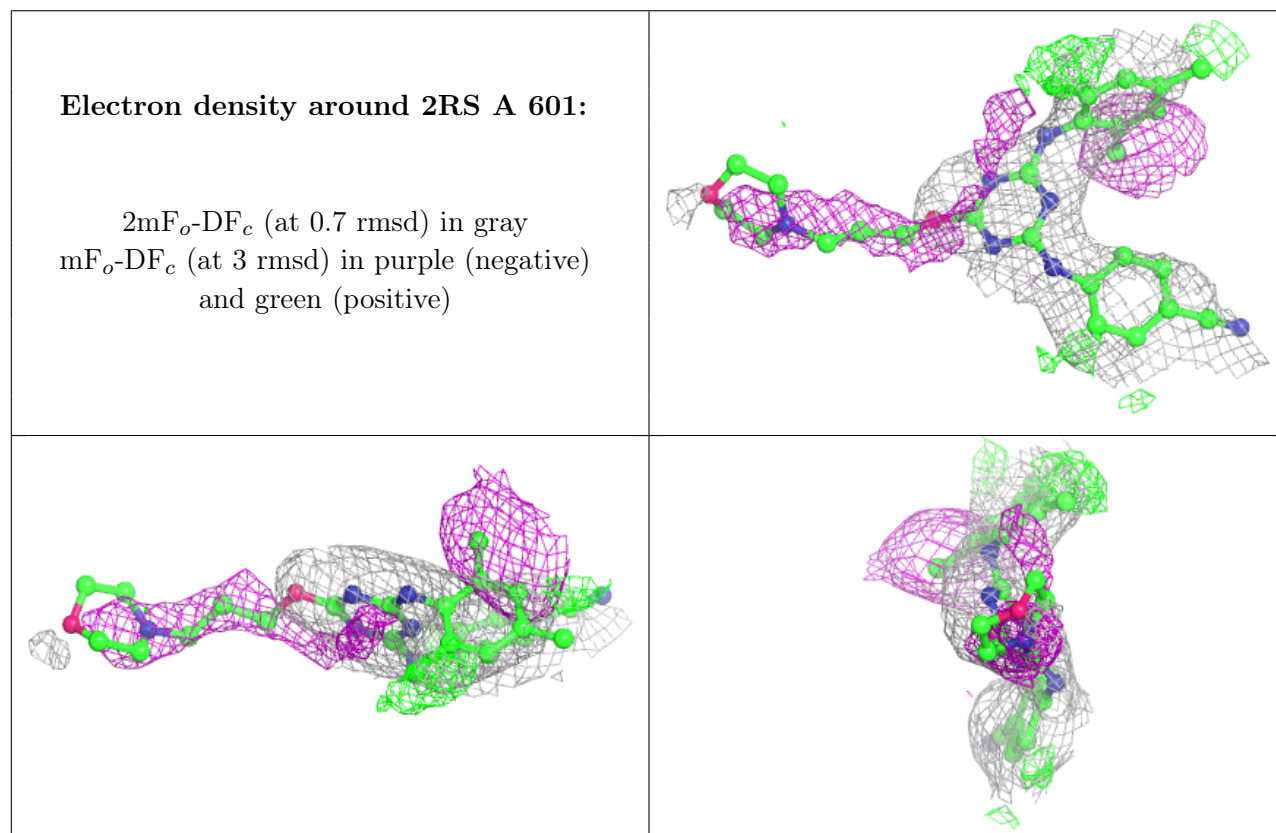 Electron density around 2RS A 601:
2mFo-DFc (at 0.7 rmsd) in gray
mFo-DFc (at 3 rmsd) in purple (negative)
and green (positive)